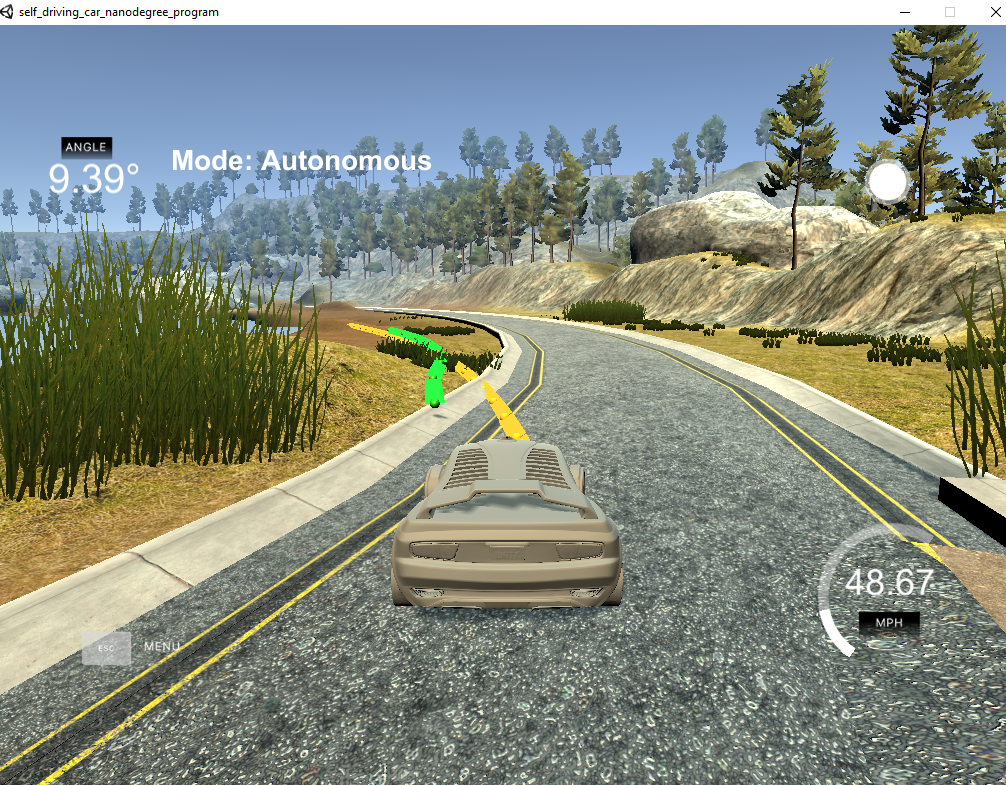 self_driving_car_nanodegree_program
ANGLE
9.39°
Mode: Autonomous
48.67
MPH
ESC
MENU